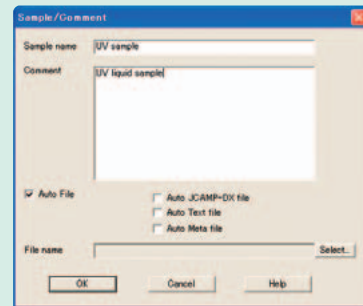 Sample/Comment
Sample name UV sample
Comment UV liquid sample
Auto File
Auto JCAMP-DX file
Auto Text file
Auto Meta file
File name Select..
OK Cancel Help